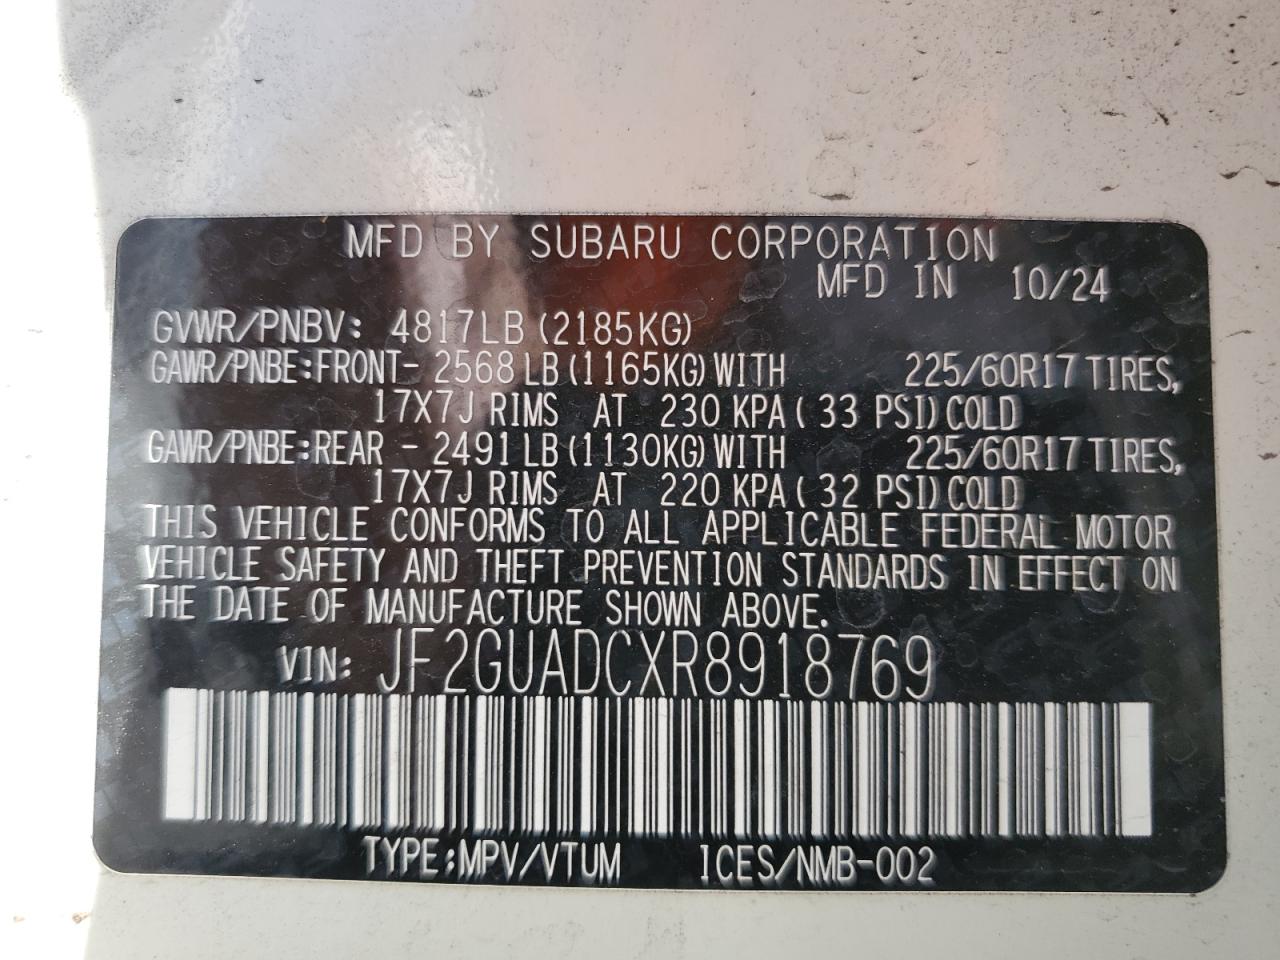 MFD BY SUBARU CORPORATION
MFD IN 10/24
GVWR/PNBV: 4817LB (2185KG)
GAWR/PNBE:FRONT- 2568 LB (1165KG) WITH 225/60R17 TIRES,
17X7J RIMS AT 230 KPA ( 33 PSI) COLD
GAWR/PNBE:REAR - 2491 LB (1130KG) WITH 225/60R17 TIRES,
17X7J RIMS AT 220 KPA ( 32 PSI) COLD
THIS VEHICLE CONFORMS TO ALL APPLICABLE FEDERAL MOTOR
VEHICLE SAFETY AND THEFT PREVENTION STANDARDS IN EFFECT ON
THE DATE OF MANUFACTURE SHOWN ABOVE.
VIN: JF2GUADCXR8918769
TYPE:MPV/VTUM ICES/NMB-002